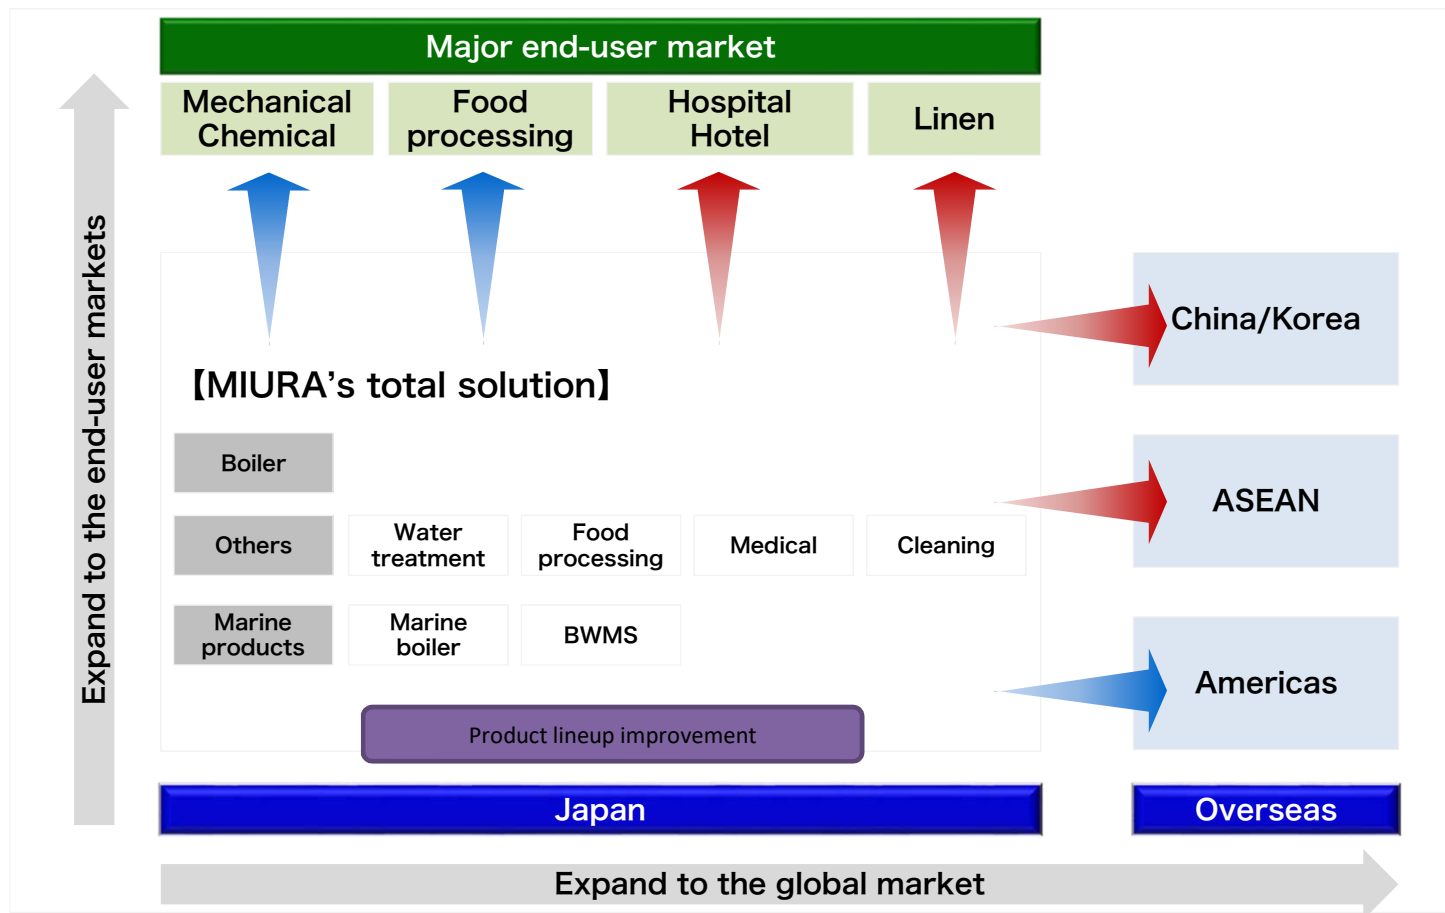 Major end-user market
Mechanical
Chemical
Food
processing
Hospital
Hotel
Linen
Expand to the end-user markets
China/Korea
【MIURA’s total solution】
Boiler
ASEAN
Others
Water
treatment
Food
processing
Medical
Cleaning
Marine
products
Marine
boiler
BWMS
Americas
Product lineup improvement
Japan
Overseas
Expand to the global market